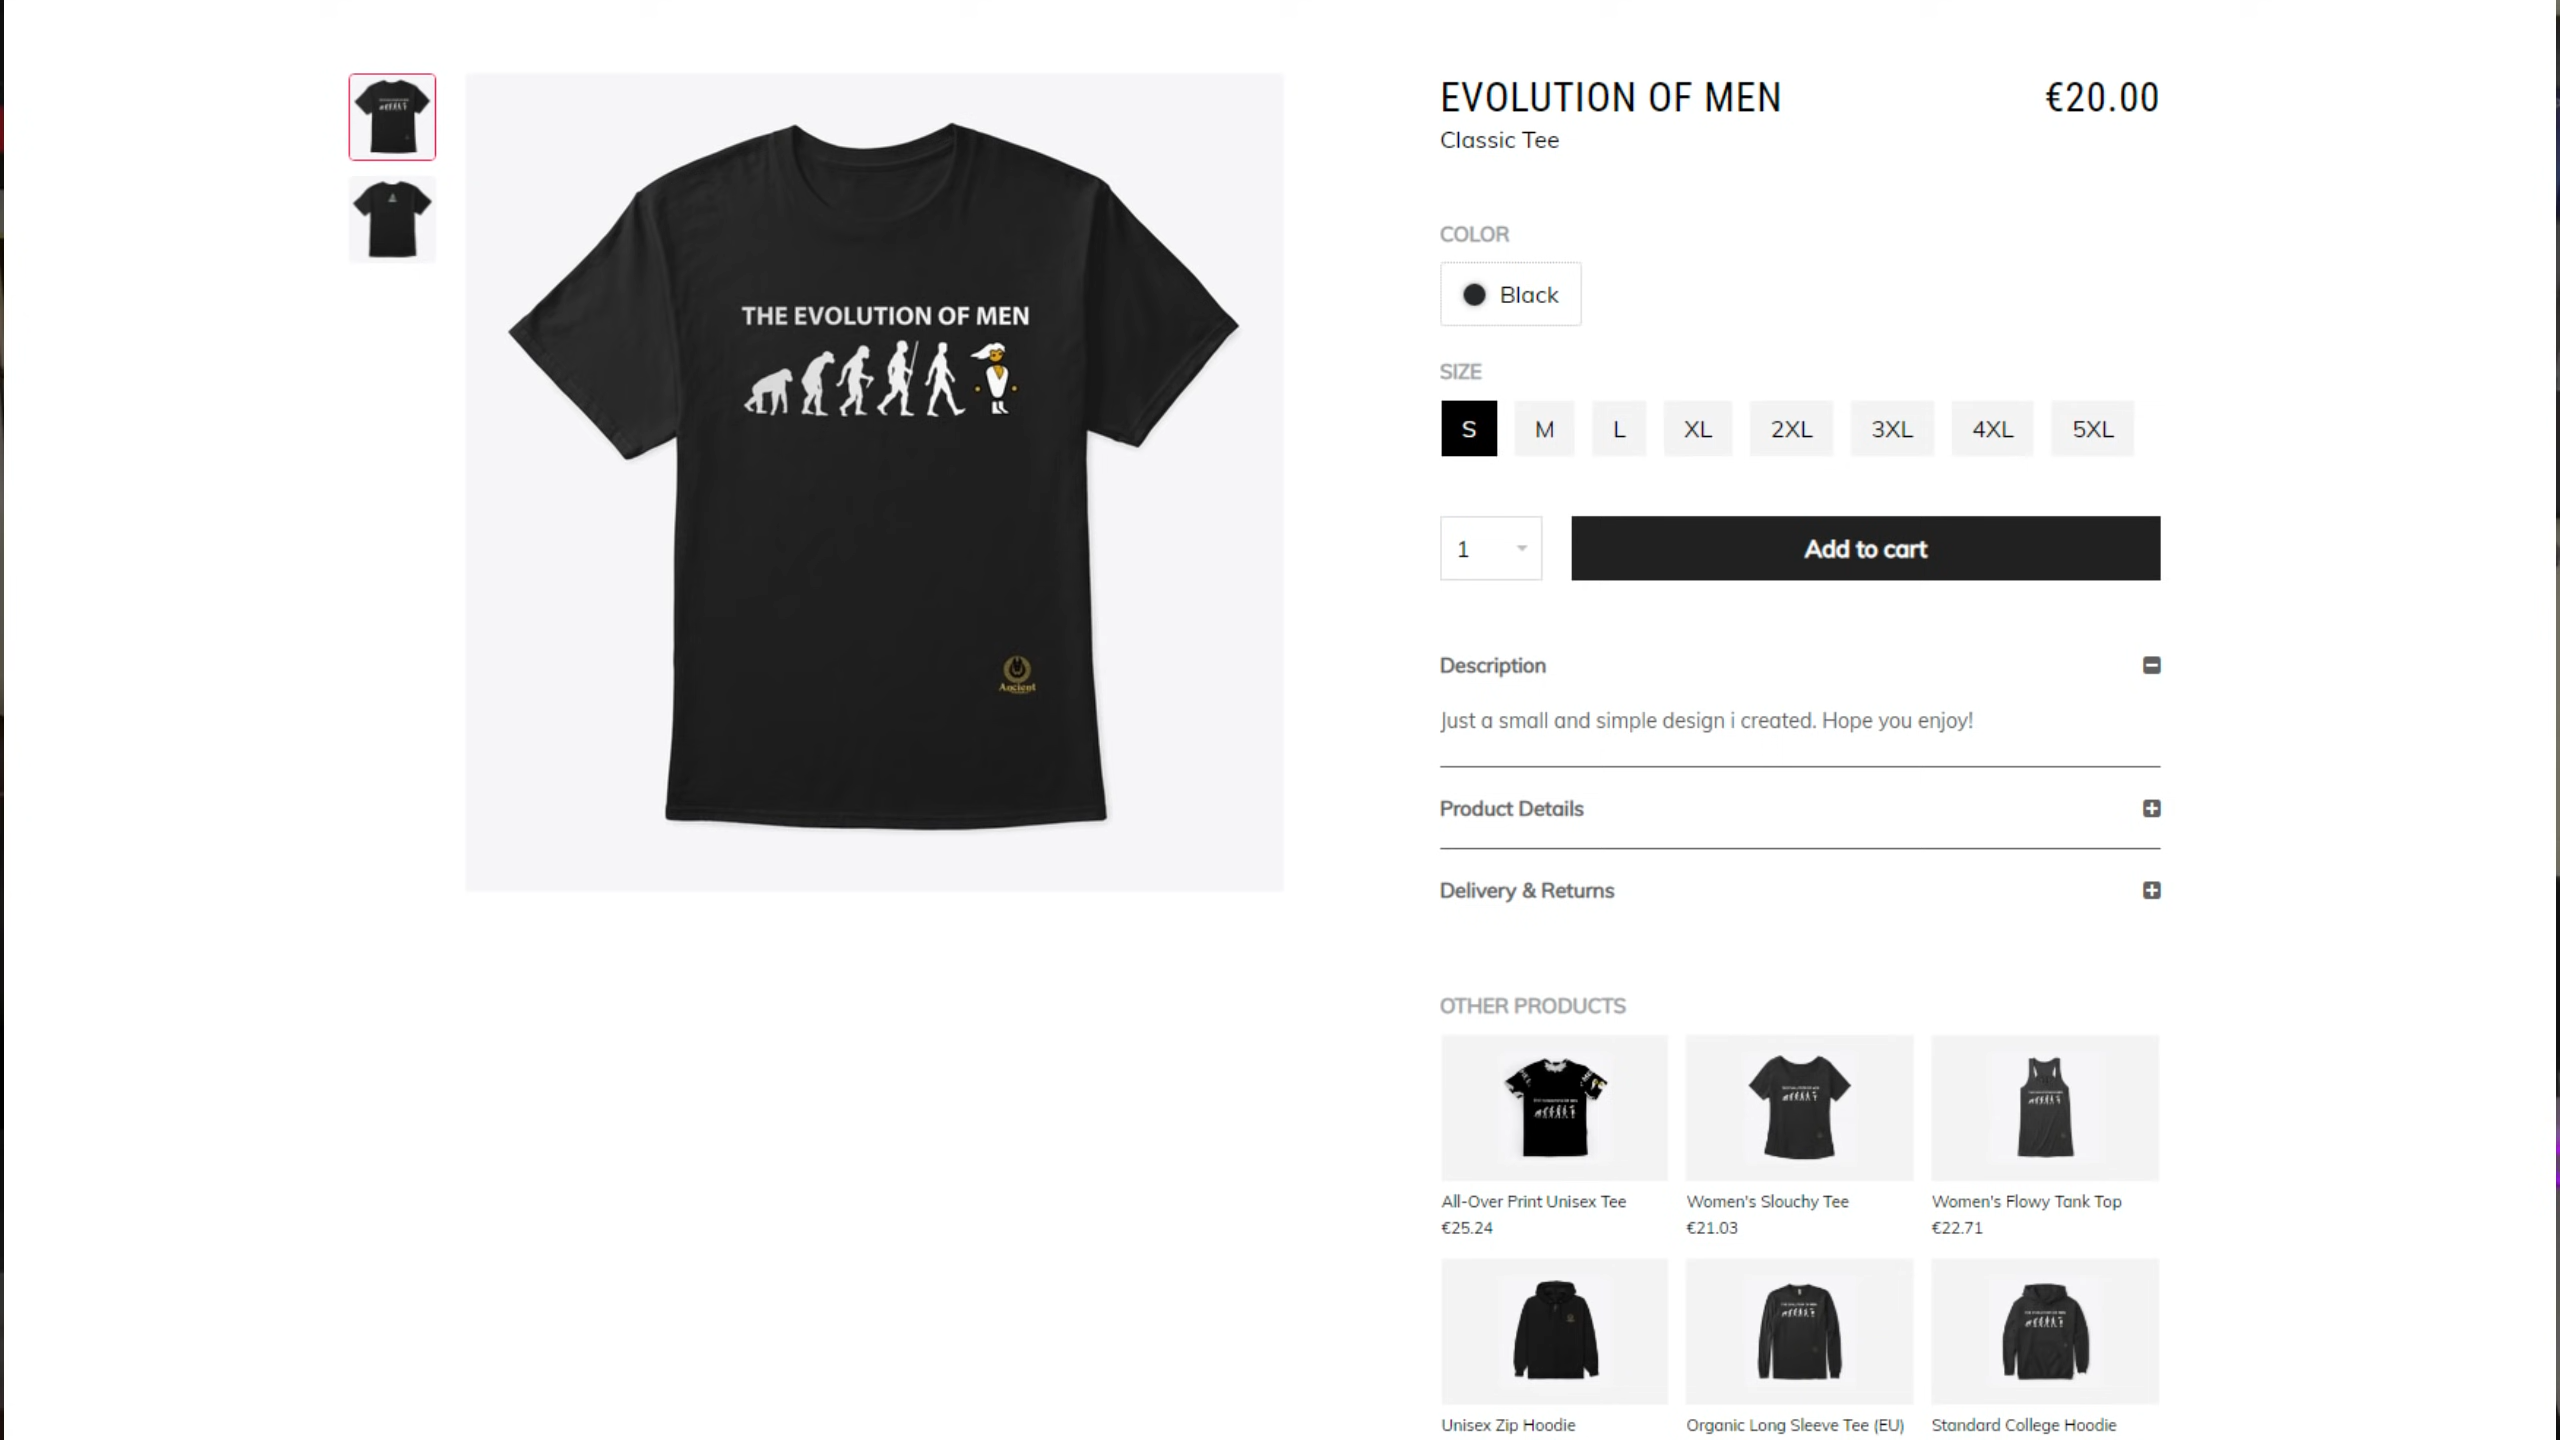 EVOLUTION OF MEN
€20.00
Classic Tee
THE EVOLUTION OF MEN
Ancient
COLOR
Black
SIZE
S M L XL 2XL 3XL 4XL 5XL
1
Add to cart
Description
Just a small and simple design i created. Hope you enjoy!
Product Details
Delivery & Returns
OTHER PRODUCTS
All-Over Print Unisex Tee
€25.24
Women's Slouchy Tee
€21.03
Women's Flowy Tank Top
€22.71
Unisex Zip Hoodie
Organic Long Sleeve Tee (EU)
Standard College Hoodie